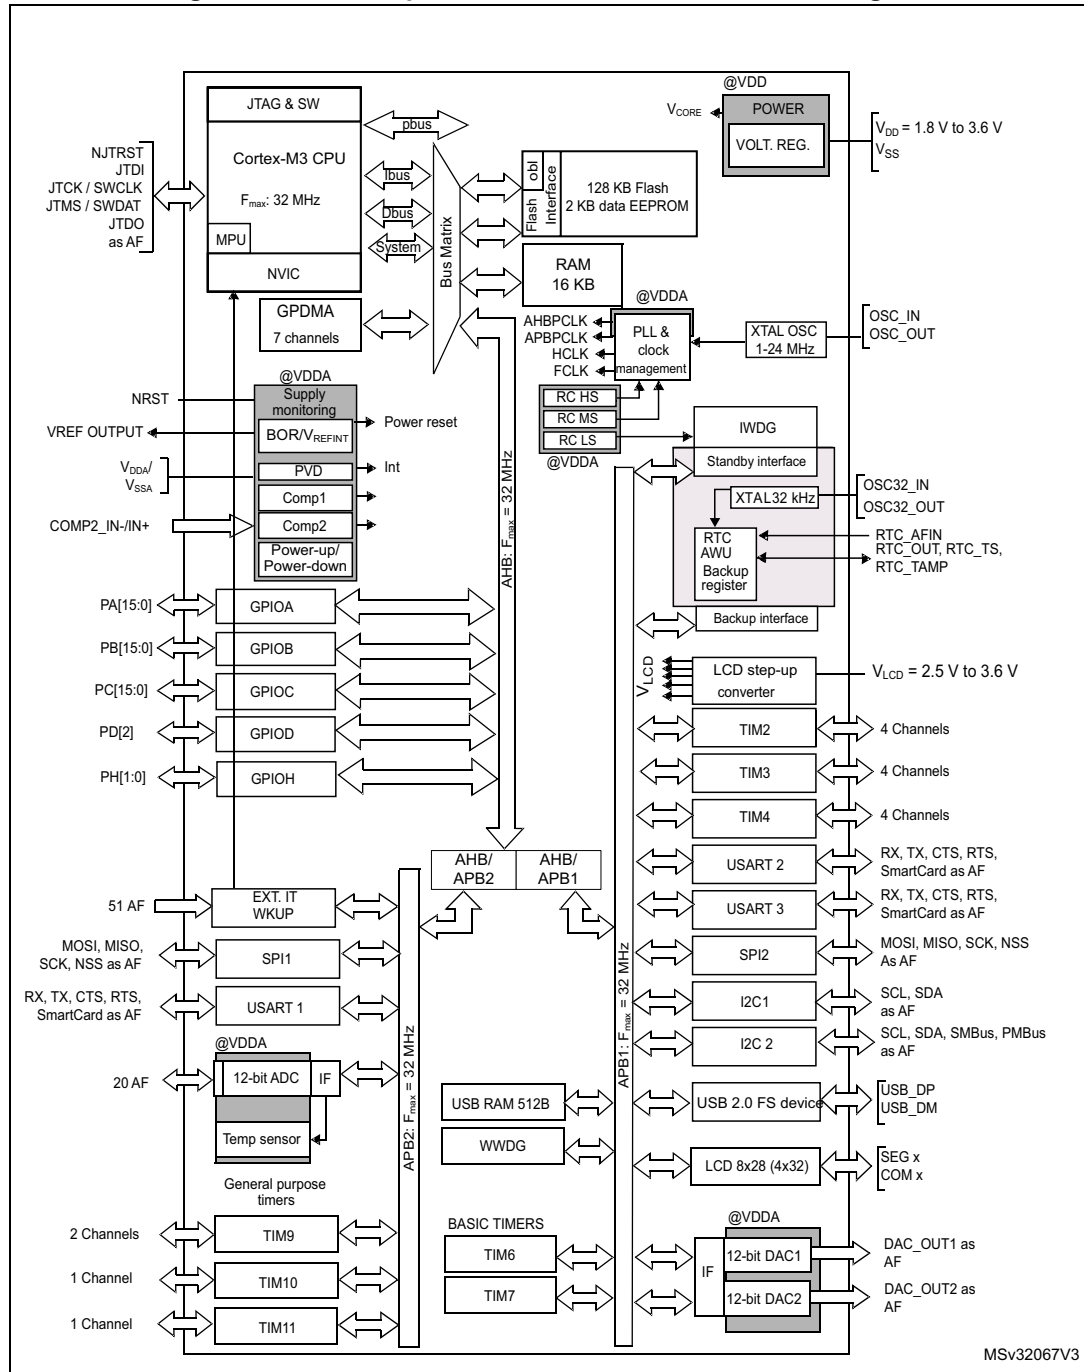 @VDD
JTAG & SW
POWER
VCORE
VOLT. REG.
VDD = 1.8 V to 3.6 V
VSS
pbus
NJTRST
JTDI
JTCK / SWCLK
JTMS / SWDAT
JTDO
as AF
Cortex-M3 CPU
Fmax: 32 MHz
MPU
NVIC
Ibus
Dbus
System
Bus Matrix
Flash obl
Interface
128 KB Flash
2 KB data EEPROM
RAM
16 KB
GPDMA
7 channels
@VDDA
AHBPCLK
APBPCLK
HCLK
FCLK
PLL &
clock
management
XTAL OSC
1-24 MHz
OSC_IN
OSC_OUT
RC HS
RC MS
RC LS
@VDDA
@VDDA
Supply
monitoring
NRST
VREF OUTPUT
BOR/VREFINT
Power reset
VDDA/
VSSA
PVD
Int
Comp1
COMP2_IN-/IN+
Comp2
Power-up/
Power-down
IWDG
Standby interface
XTAL32 kHz
OSC32_IN
OSC32_OUT
RTC
AWU
Backup
register
RTC_AFIN
RTC_OUT, RTC_TS,
RTC_TAMP
Backup interface
AHB: Fmax = 32 MHz
PA[15:0]
GPIOA
PB[15:0]
GPIOB
PC[15:0]
GPIOC
PD[2]
GPIOD
PH[1:0]
GPIOH
VLCD
LCD step-up
converter
VLCD = 2.5 V to 3.6 V
TIM2
4 Channels
TIM3
4 Channels
TIM4
4 Channels
AHB/
APB2
AHB/
APB1
USART 2
RX, TX, CTS, RTS,
SmartCard as AF
USART 3
RX, TX, CTS, RTS,
SmartCard as AF
SPI2
MOSI, MISO, SCK, NSS
As AF
I2C1
SCL, SDA
as AF
I2C 2
SCL, SDA, SMBus, PMBus
as AF
51 AF
EXT. IT
WKUP
MOSI, MISO,
SCK, NSS as AF
SPI1
RX, TX, CTS, RTS,
SmartCard as AF
USART 1
@VDDA
20 AF
12-bit ADC
IF
Temp sensor
APB2: Fmax = 32 MHz
APB1: Fmax = 32 MHz
USB RAM 512B
USB 2.0 FS device
USB_DP
USB_DM
WWDG
LCD 8x28 (4x32)
SEG x
COM x
General purpose
timers
2 Channels
TIM9
1 Channel
TIM10
1 Channel
TIM11
BASIC TIMERS
TIM6
TIM7
@VDDA
IF
12-bit DAC1
DAC_OUT1 as
AF
12-bit DAC2
DAC_OUT2 as
AF
MSv32067V3